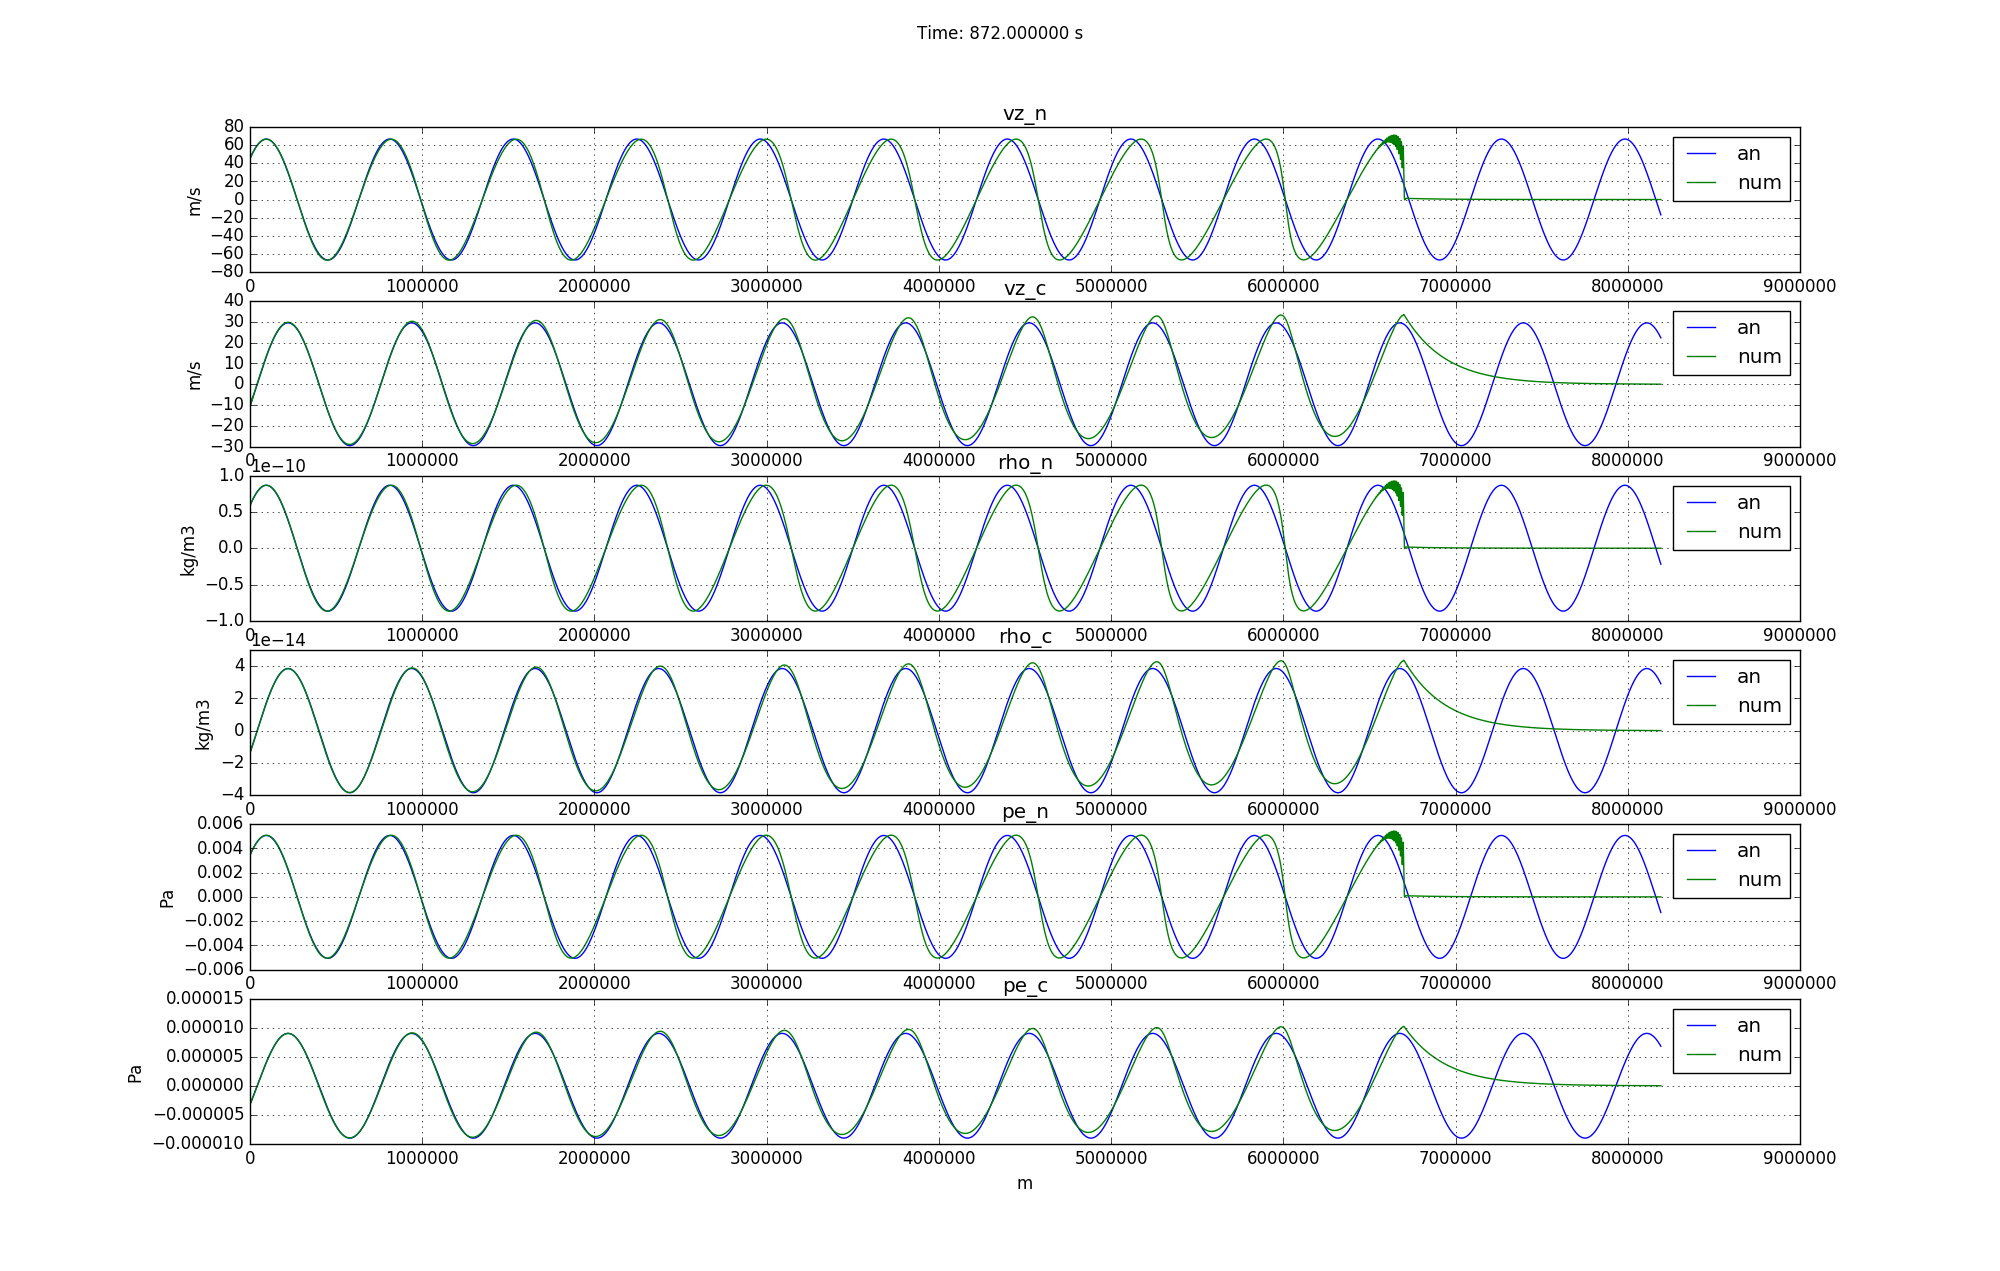 Time: 872.000000 s
vz_n
80
60
40
20
0
−20
−40
−60
−80
m/s
an
num
0 1000000 2000000 3000000 4000000 5000000 6000000 7000000 8000000 9000000
vz_c
40
30
20
10
0
−10
−20
−30
m/s
an
num
0 1000000 2000000 3000000 4000000 5000000 6000000 7000000 8000000 9000000
1e−10
rho_n
1.0
0.5
0.0
−0.5
−1.0
kg/m3
an
num
0 1000000 2000000 3000000 4000000 5000000 6000000 7000000 8000000 9000000
1e−14
rho_c
4
2
0
−2
−4
kg/m3
an
num
0 1000000 2000000 3000000 4000000 5000000 6000000 7000000 8000000 9000000
pe_n
0.006
0.004
0.002
0.000
−0.002
−0.004
−0.006
Pa
an
num
0 1000000 2000000 3000000 4000000 5000000 6000000 7000000 8000000 9000000
pe_c
0.000015
0.000010
0.000005
0.000000
−0.000005
−0.000010
Pa
an
num
0 1000000 2000000 3000000 4000000 5000000 6000000 7000000 8000000 9000000
m